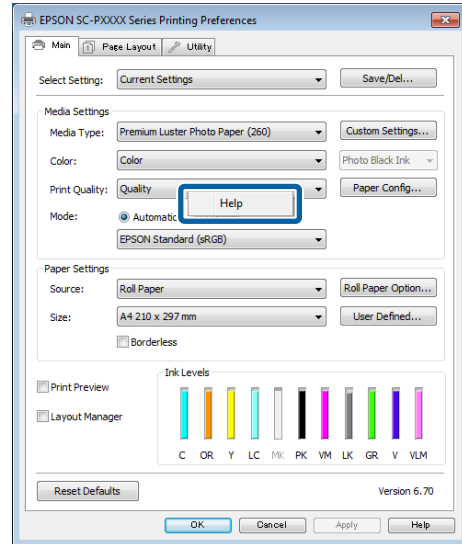 EPSON SC-PXXXX Series Printing Preferences
Main Page Layout Utility
Select Setting: Current Settings Save/Del...
Media Settings
Media Type: Premium Luster Photo Paper (260) Custom Settings...
Color: Color Photo Black Ink
Print Quality: Quality Paper Config...
Help
Mode: Automatic
EPSON Standard (sRGB)
Paper Settings
Source: Roll Paper Roll Paper Option...
Size: A4 210 x 297 mm User Defined...
Borderless
Ink Levels
Print Preview
Layout Manager
C OR Y LC MK PK VM LK GR V VLM
Reset Defaults Version 6.70
OK Cancel Apply Help